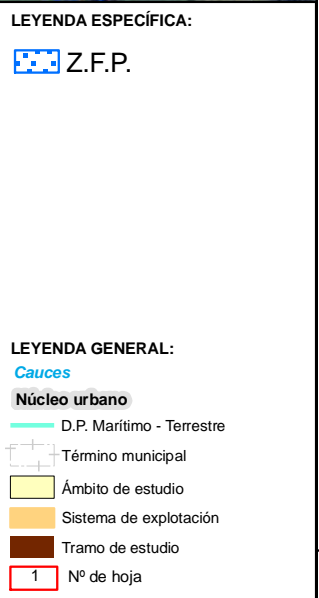 LEYENDA ESPECÍFICA:
Z.F.P.
LEYENDA GENERAL:
Cauces
Núcleo urbano
D.P. Marítimo - Terrestre
Término municipal
Ámbito de estudio
Sistema de explotación
Tramo de estudio
1 Nº de hoja